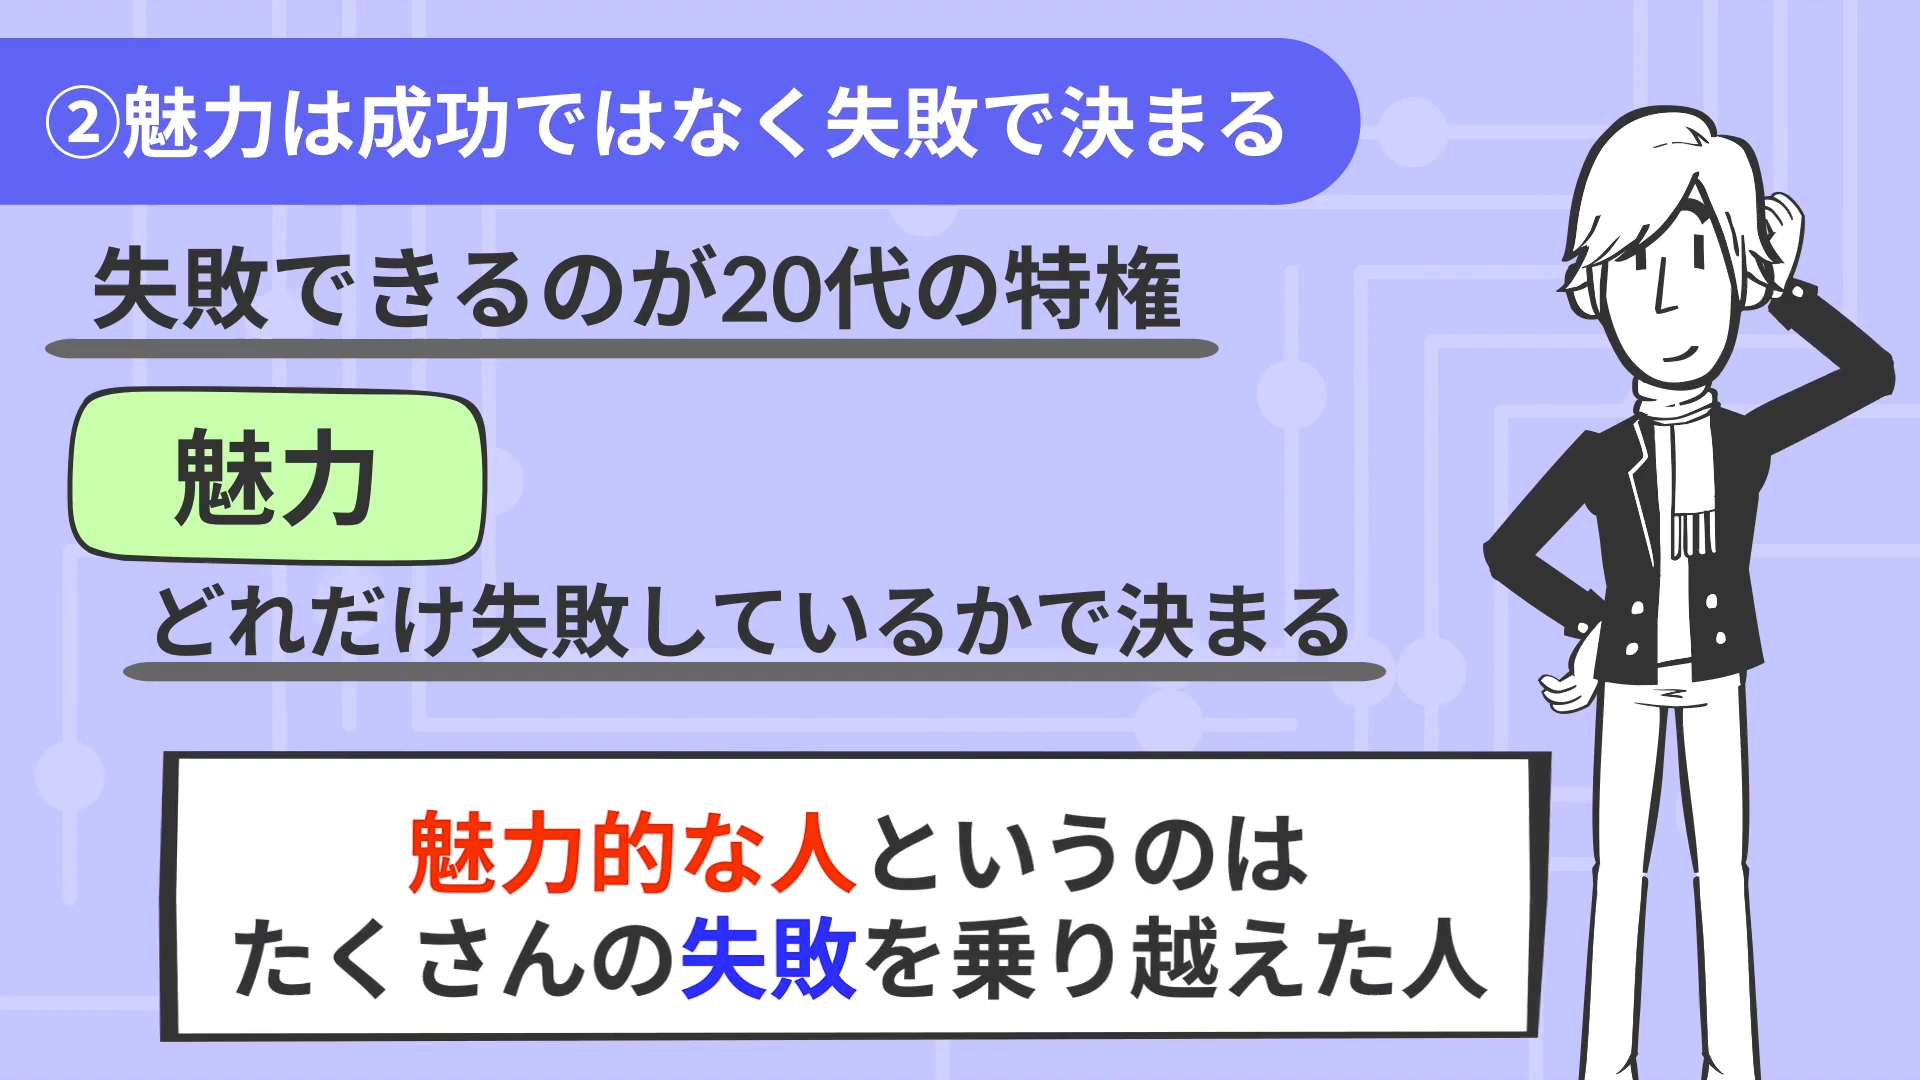 ②魅力は成功ではなく失敗で決まる
失敗できるのが20代の特権
魅力
どれだけ失敗しているかで決まる
魅力的な人というのは
たくさんの失敗を乗り越えた人